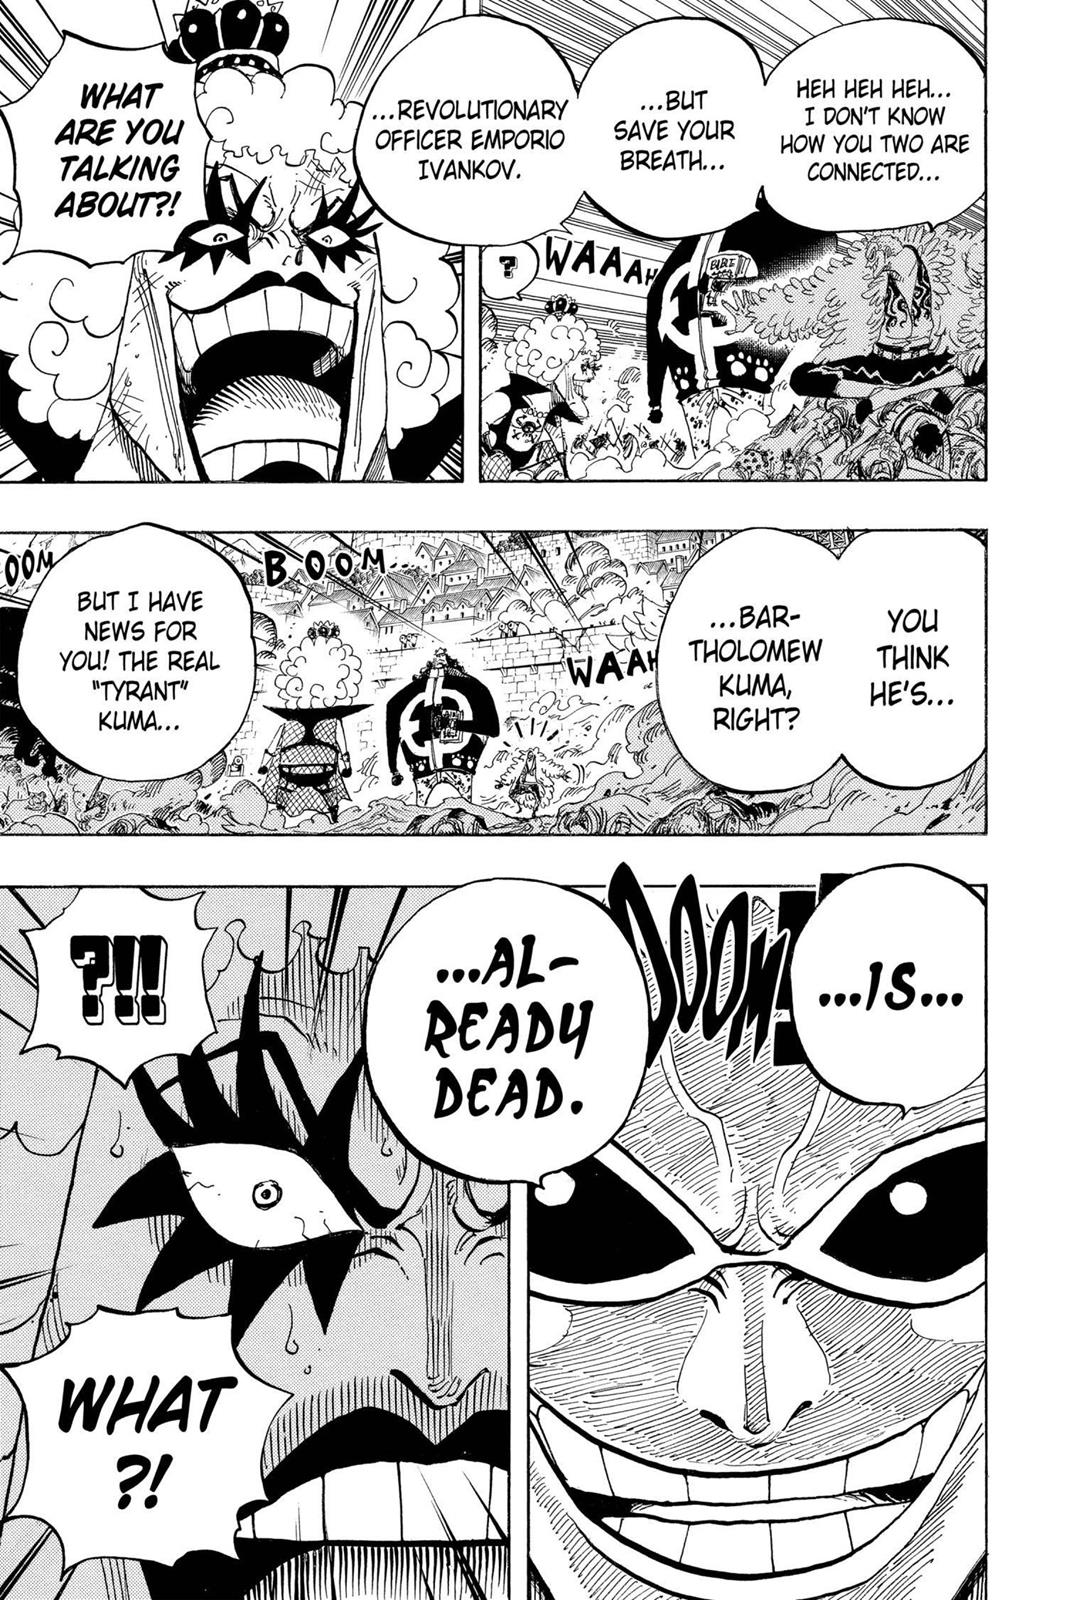 HEH HEH HEH...
I DON'T KNOW
HOW YOU TWO ARE
CONNECTED...
...BUT
SAVE YOUR
BREATH...
...REVOLUTIONARY
OFFICER EMPORIO
IVANKOV.
?
WAAAH
WHAT
ARE YOU
TALKING
ABOUT?!
YOU
THINK
HE'S...
...BAR-
THOLOMEW
KUMA,
RIGHT?
WAAH
BOOM...
OOM
BUT I HAVE
NEWS FOR
YOU! THE REAL
"TYRANT"
KUMA...
...IS...
DOOOM
...AL-
READY
DEAD.
?!!
WHAT
?!